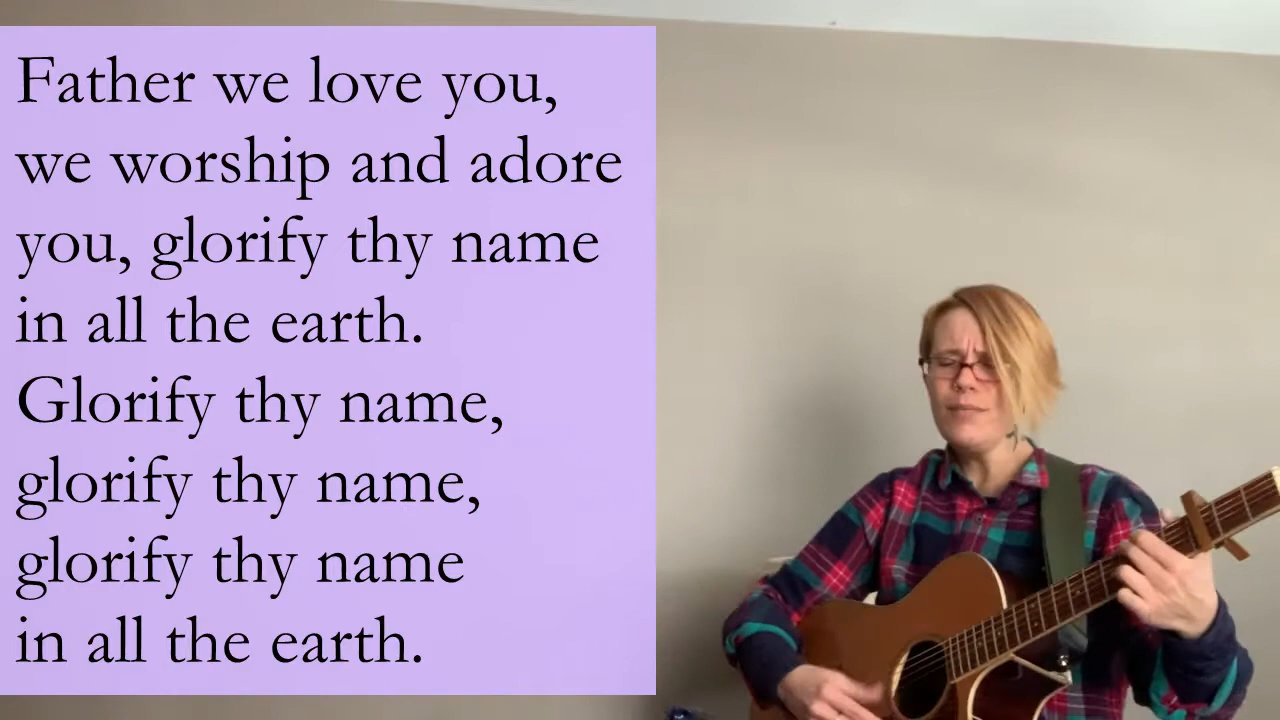 Father we love you,
we worship and adore
you, glorify thy name
in all the earth.
Glorify thy name,
glorify thy name,
glorify thy name
in all the earth.